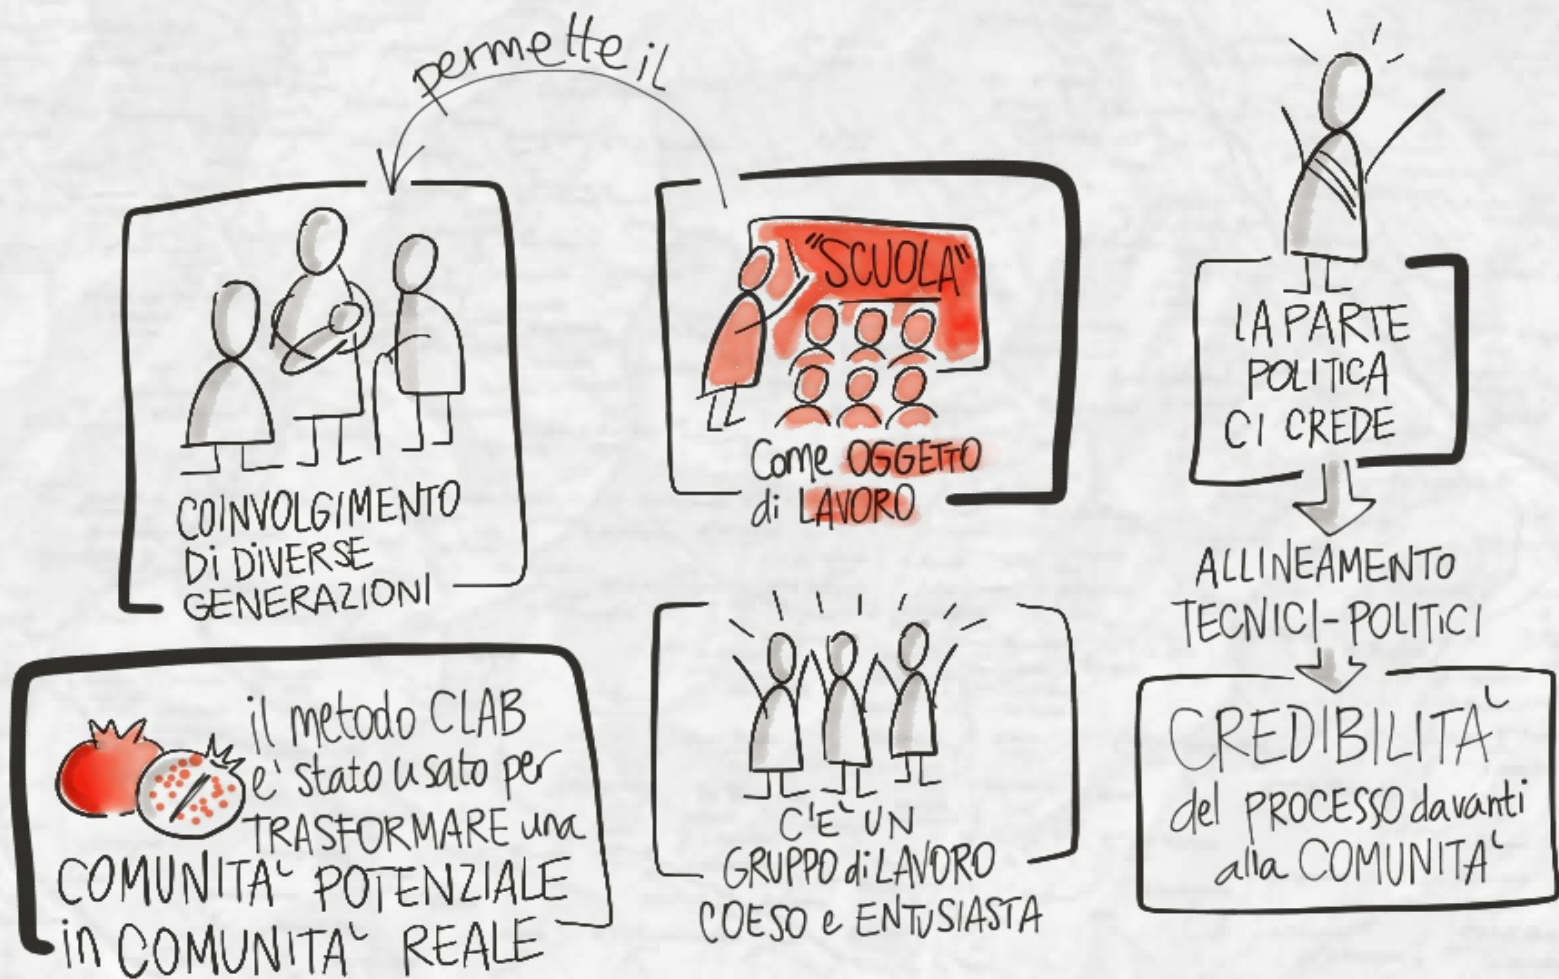 permette il
COINVOLGIMENTO
Di DiVERSE
GENERAZIONI
"SCUOLA"
Come OGGETTO
di LAVORO
LA PARTE
POLITICA
CI CREDE
ALLINEAMENTO
TECNICI-POLITICI
CREDIBILITA'
del PROCESSO davanti
alla COMUNITA'
il metodo CLAB
e' stato usato per
TRASFORMARE una
COMUNITA' POTENZIALE
in COMUNITA' REALE
C'E' UN
GRUPPO di LAVORO
COESO e ENTUSIASTA